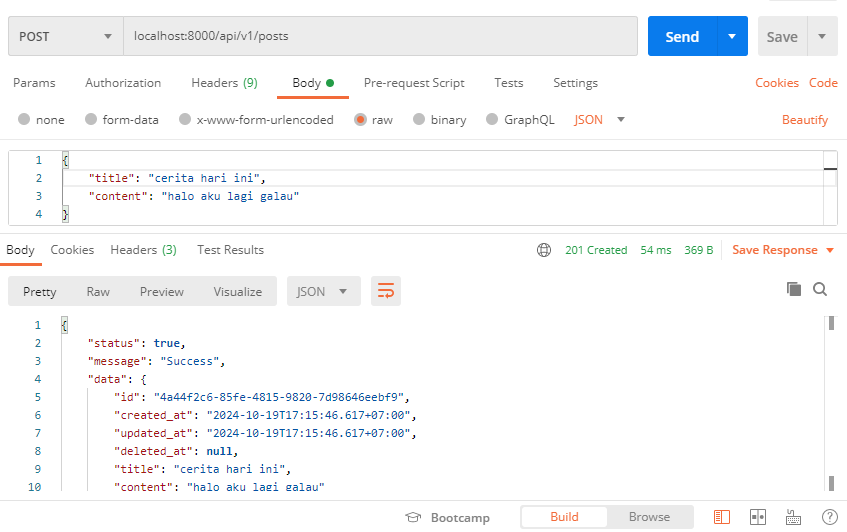 POST localhost:8000/api/v1/posts Send Save
Params Authorization Headers (9) Body Pre-request Script Tests Settings Cookies Code
none form-data x-www-form-urlencoded raw binary GraphQL JSON Beautify
1 {
2 "title": "cerita hari ini",
3 "content": "halo aku lagi galau"
4 }
Body Cookies Headers (3) Test Results 201 Created 54 ms 369 B Save Response
Pretty Raw Preview Visualize JSON
1 {
2 "status": true,
3 "message": "Success",
4 "data": {
5 "id": "4a44f2c6-85fe-4815-9820-7d98646eebf9",
6 "created_at": "2024-10-19T17:15:46.617+07:00",
7 "updated_at": "2024-10-19T17:15:46.617+07:00",
8 "deleted_at": null,
9 "title": "cerita hari ini",
10 "content": "halo aku lagi galau"
Bootcamp Build Browse